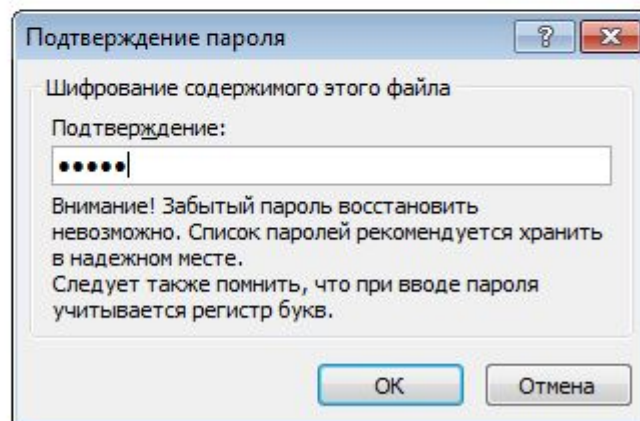 Подтверждение пароля
Шифрование содержимого этого файла
Подтверждение:
•••••
Внимание! Забытый пароль восстановить
невозможно. Список паролей рекомендуется хранить
в надежном месте.
Следует также помнить, что при вводе пароля
учитывается регистр букв.
ОК
Отмена